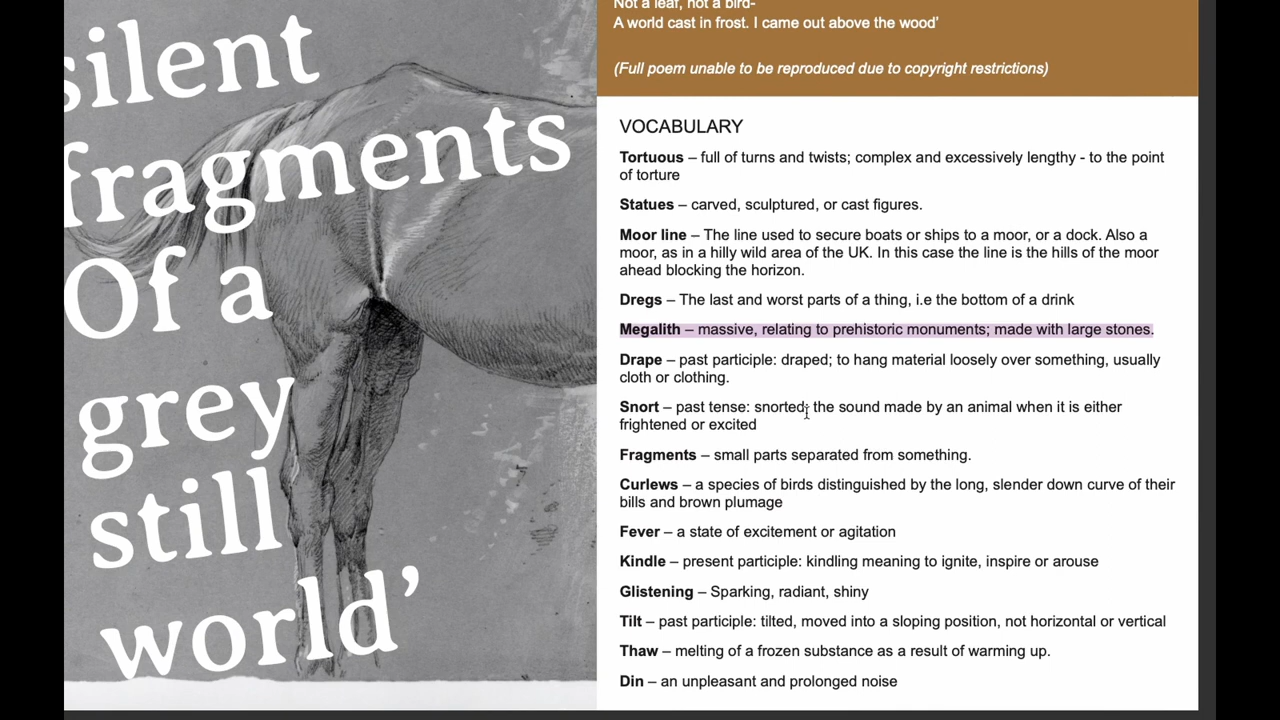 silent
fragments
Of a
grey
still
world’
Not a leaf, not a bird-
A world cast in frost. I came out above the wood’
(Full poem unable to be reproduced due to copyright restrictions)
VOCABULARY
Tortuous – full of turns and twists; complex and excessively lengthy - to the point
of torture
Statues – carved, sculptured, or cast figures.
Moor line – The line used to secure boats or ships to a moor, or a dock. Also a
moor, as in a hilly wild area of the UK. In this case the line is the hills of the moor
ahead blocking the horizon.
Dregs – The last and worst parts of a thing, i.e the bottom of a drink
Megalith – massive, relating to prehistoric monuments; made with large stones.
Drape – past participle: draped; to hang material loosely over something, usually
cloth or clothing.
Snort – past tense: snorted; the sound made by an animal when it is either
frightened or excited
Fragments – small parts separated from something.
Curlews – a species of birds distinguished by the long, slender down curve of their
bills and brown plumage
Fever – a state of excitement or agitation
Kindle – present participle: kindling meaning to ignite, inspire or arouse
Glistening – Sparking, radiant, shiny
Tilt – past participle: tilted, moved into a sloping position, not horizontal or vertical
Thaw – melting of a frozen substance as a result of warming up.
Din – an unpleasant and prolonged noise